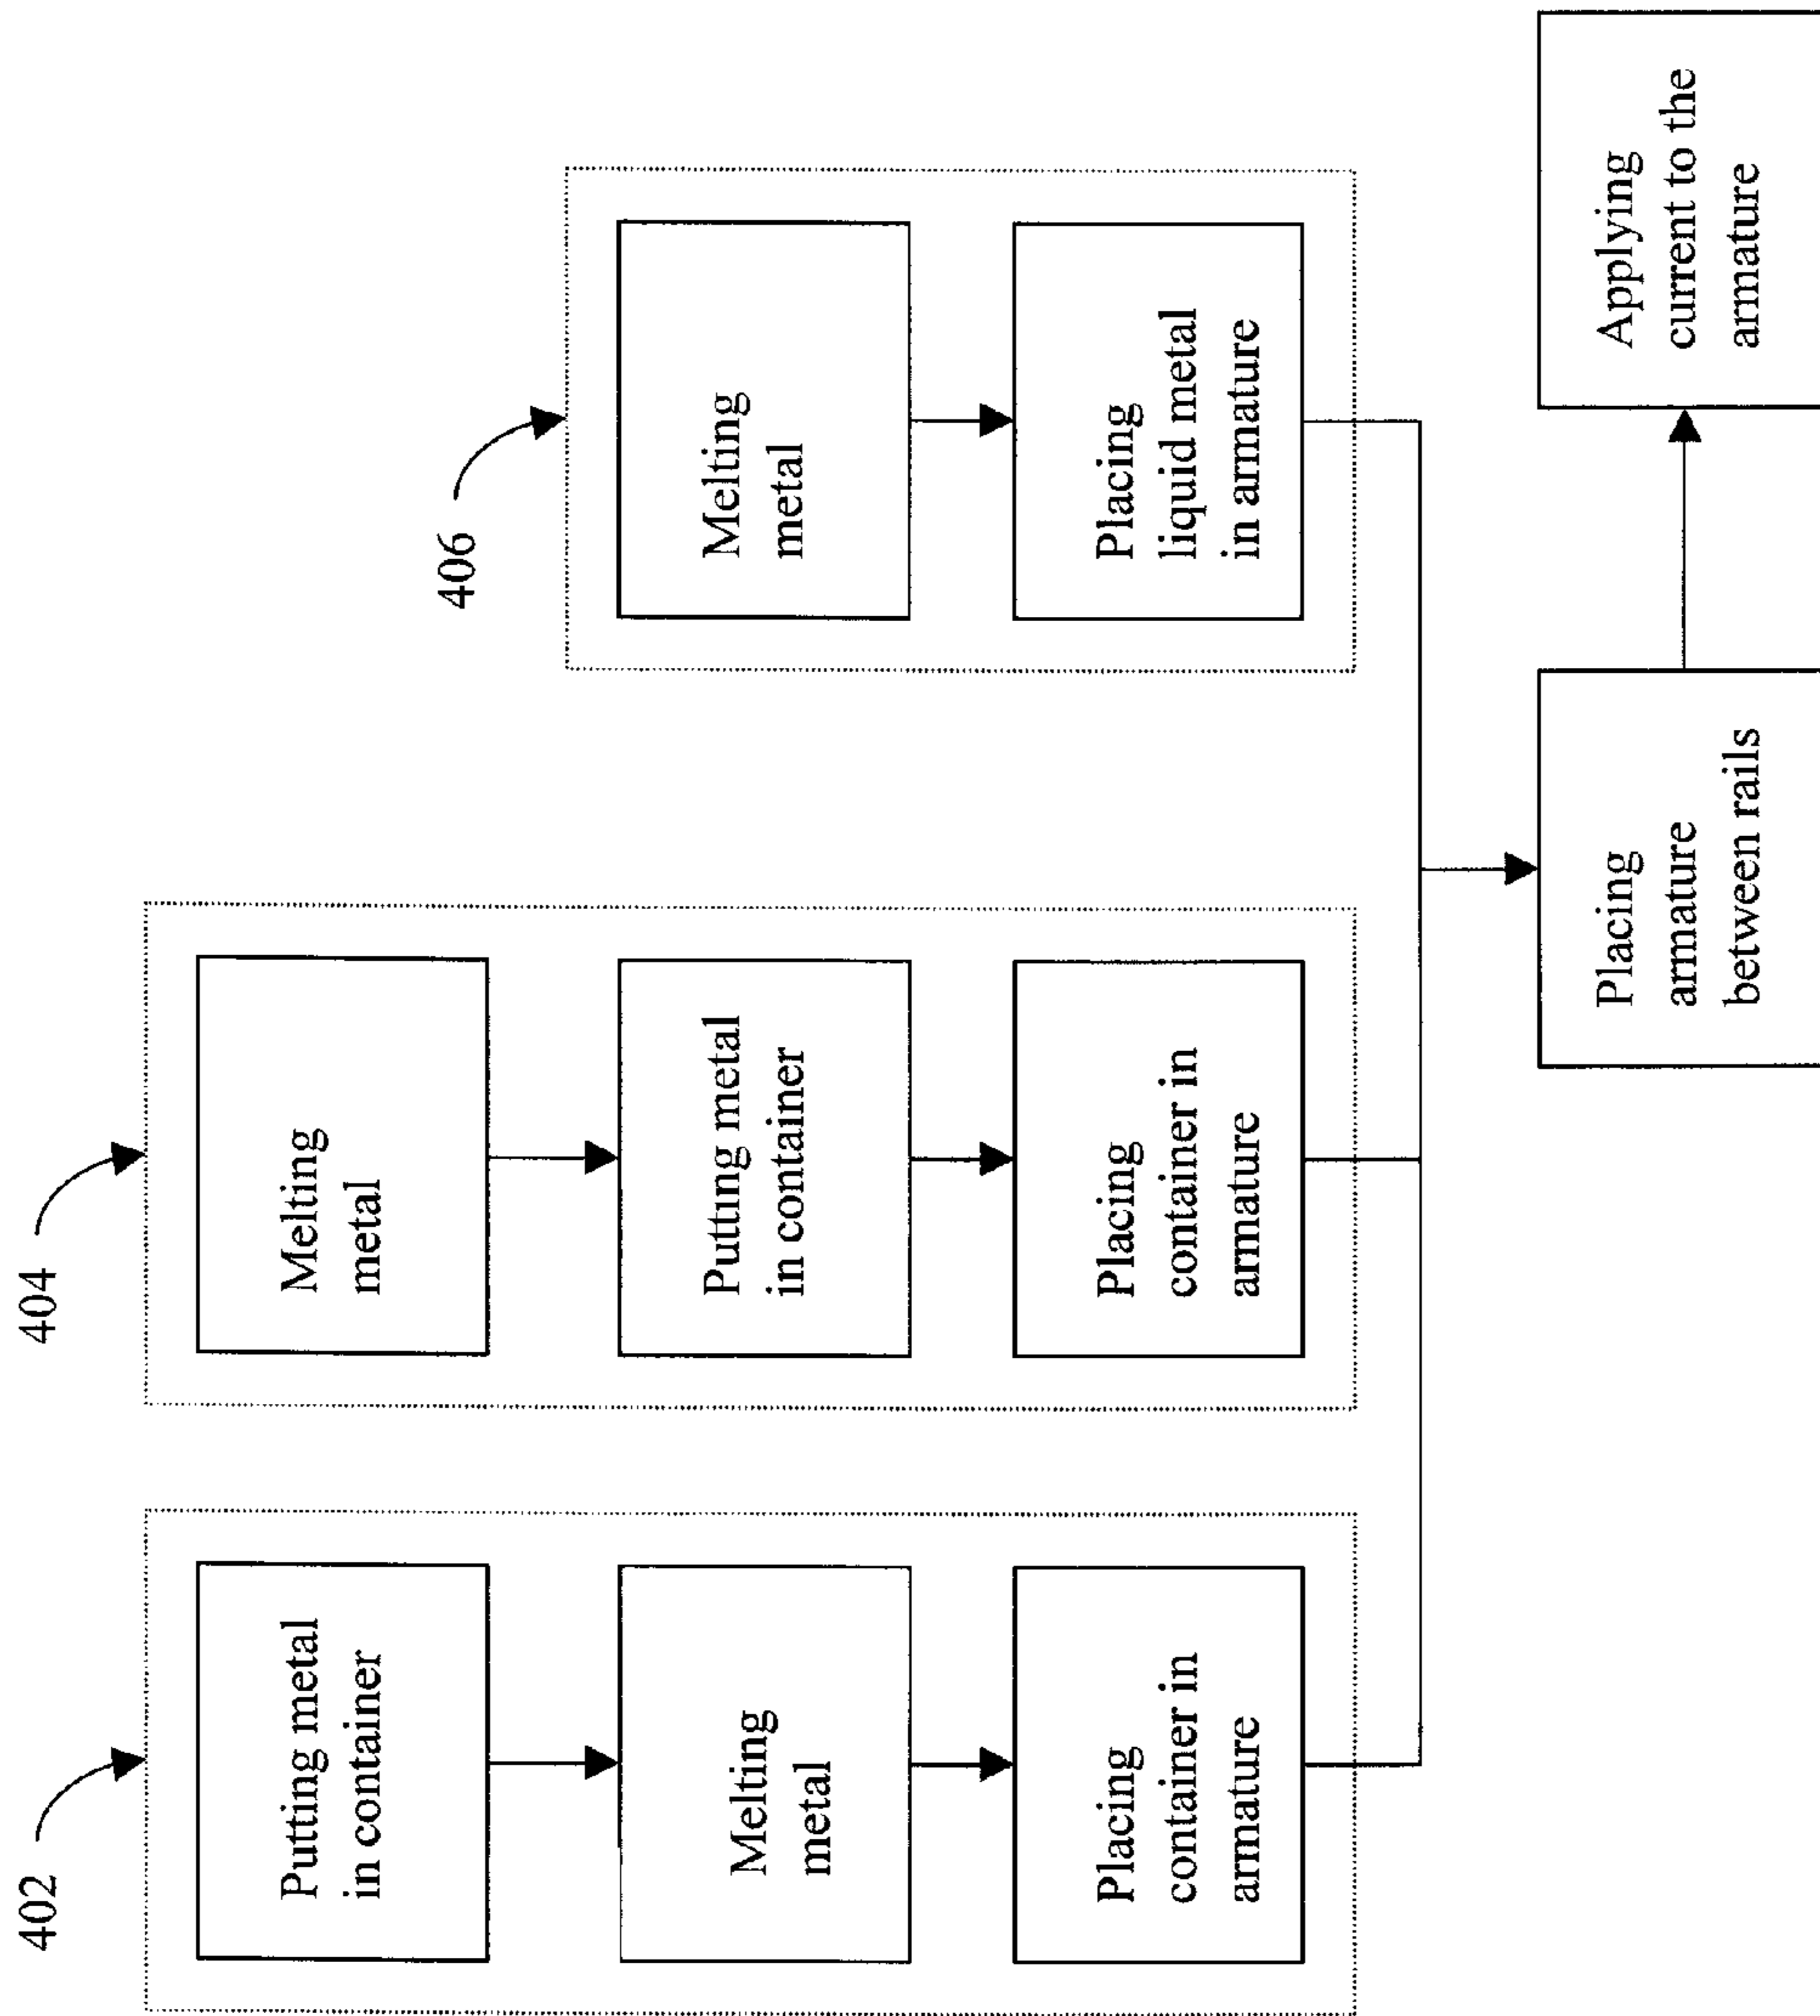 402
Putting metal
in container
Melting
metal
Placing
container in
armature
404
Melting
metal
Putting metal
in container
Placing
container in
armature
406
Melting
metal
Placing
liquid metal
in armature
Placing
armature
between rails
Applying
current to the
armature